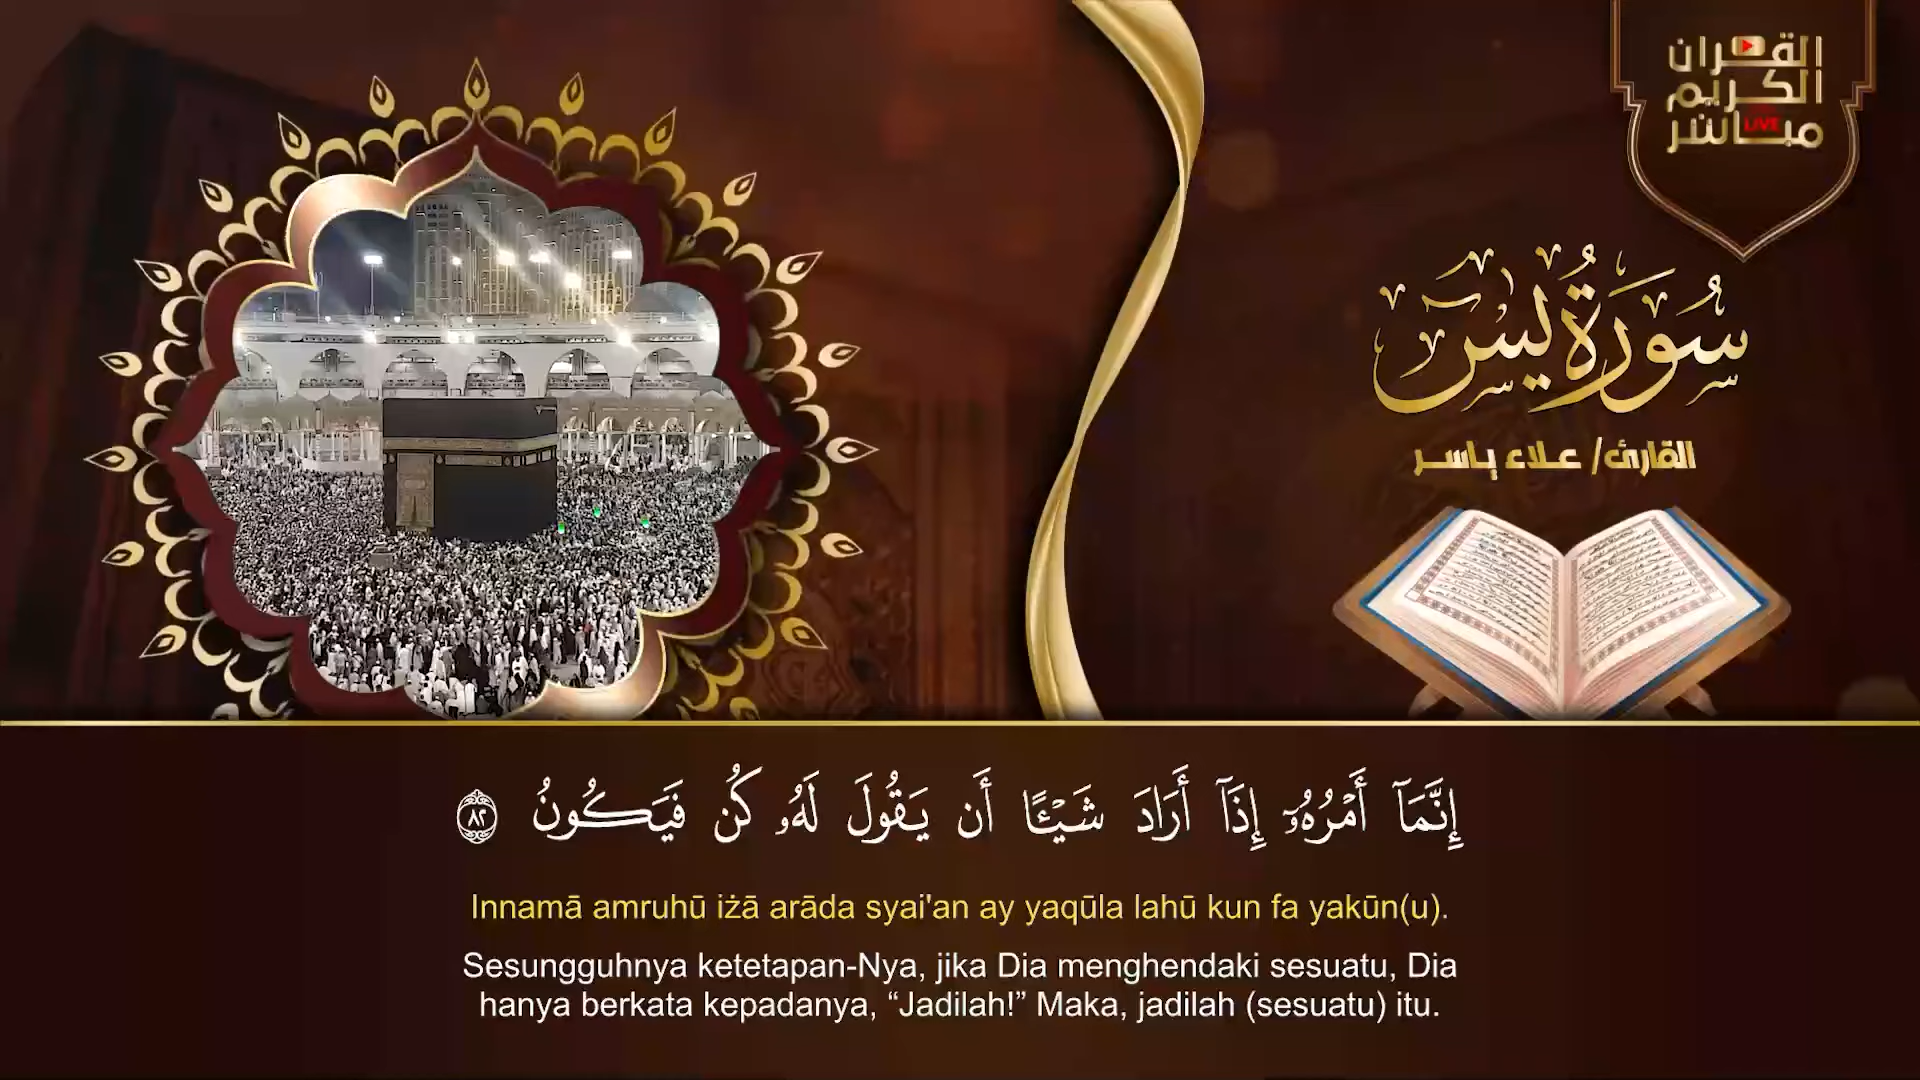 القرآن
الكريم
مباشر
LIVE
سورة يس
القارئ/ علاء ياسر
إِنَّمَآ أَمْرُهُۥٓ إِذَآ أَرَادَ شَيْـًٔا أَن يَقُولَ لَهُۥ كُن فَيَكُونُ ٨٢
Innamā amruhū iżā arāda syai'an ay yaqūla lahū kun fa yakūn(u).
Sesungguhnya ketetapan-Nya, jika Dia menghendaki sesuatu, Dia
hanya berkata kepadanya, “Jadilah!” Maka, jadilah (sesuatu) itu.